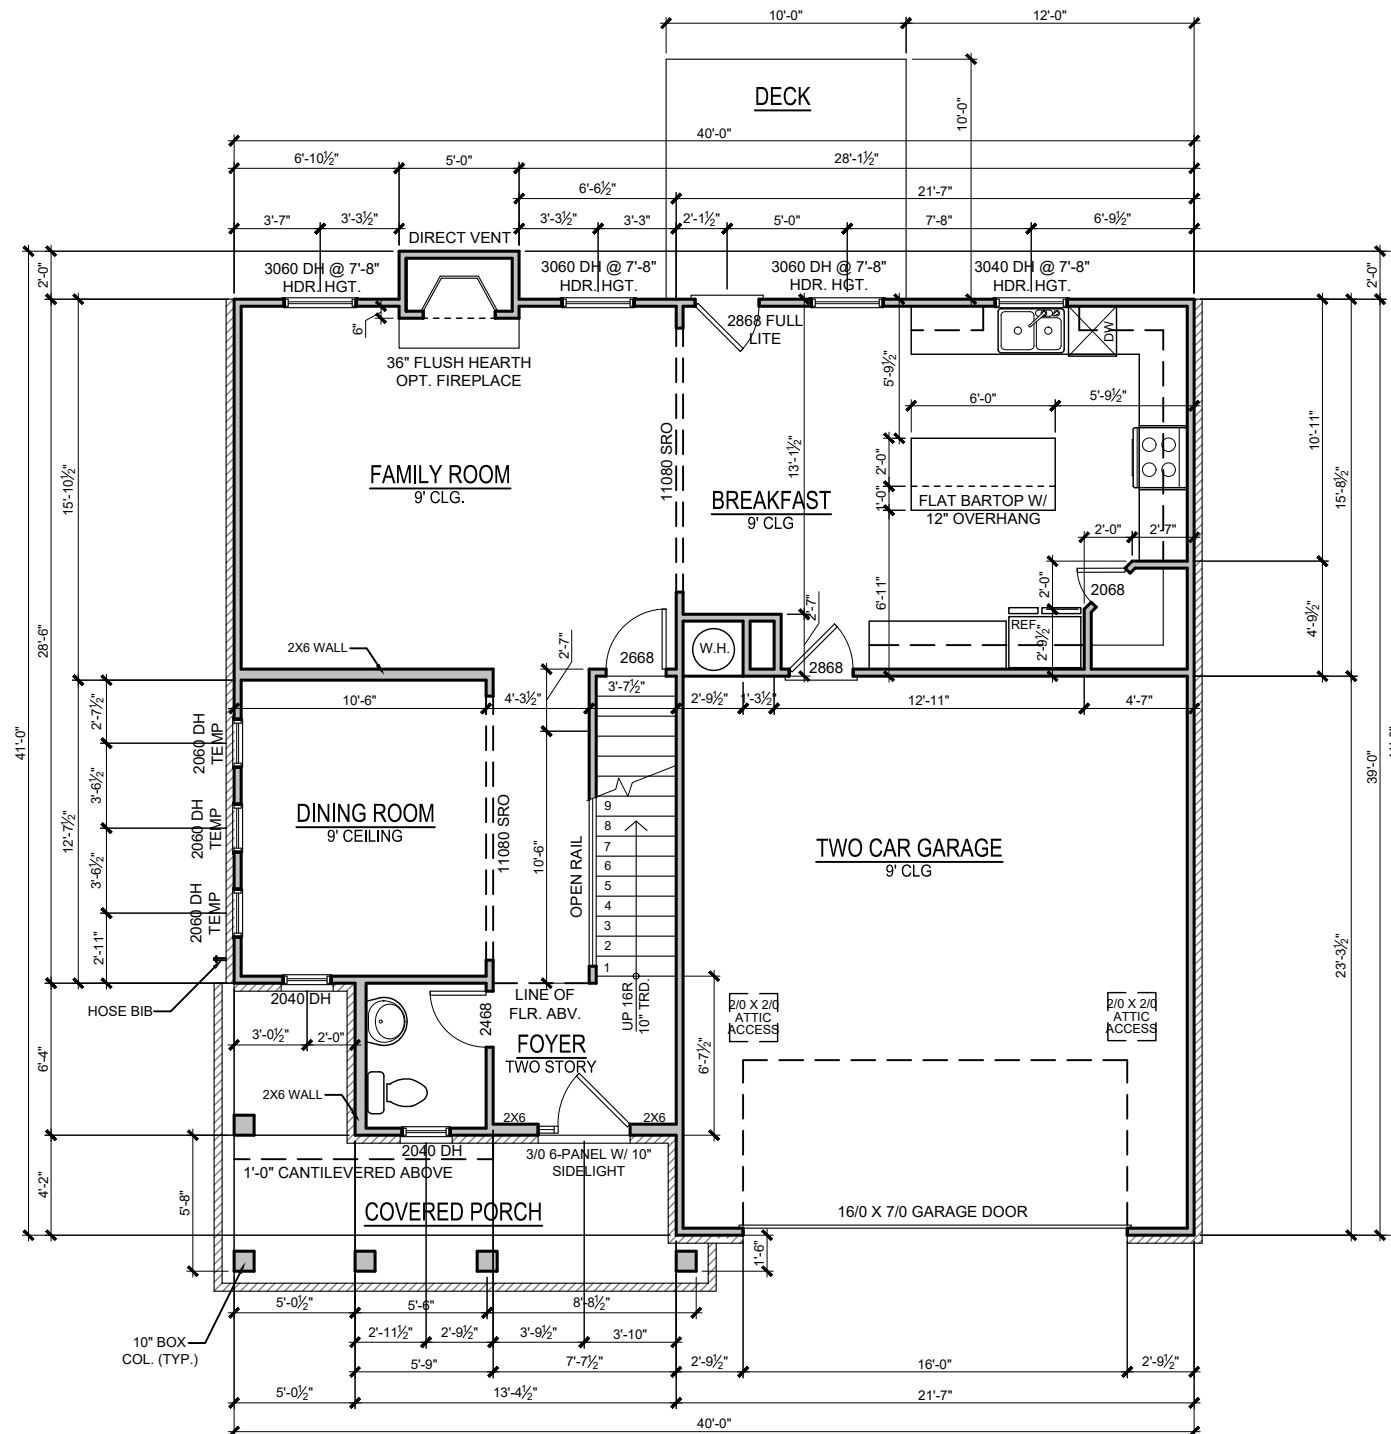 10'-0" 12'-0"
DECK
10'-0"
40'-0"
6'-10½" 5'-0" 28'-1½"
6'-6½" 21'-7"
3'-7" 3'-3½" 3'-3½" 3'-3" 2'-1½" 5'-0" 7'-8" 6'-9½"
DIRECT VENT
2'-0" 2'-0"
3060 DH @ 7'-8"
HDR. HGT.
3060 DH @ 7'-8"
HDR. HGT.
3060 DH @ 7'-8"
HDR. HGT.
3040 DH @ 7'-8"
HDR. HGT.
6"
2868 FULL
LITE
DW
36" FLUSH HEARTH
OPT. FIREPLACE
5'-9½"
6'-0" 5'-9½"
10'-11"
15'-10½"
28'-6"
41'-0"
FAMILY ROOM
9' CLG.
11080 SRO
13'-1½"
2'-0"
1'-0"
BREAKFAST
9' CLG
FLAT BARTOP W/
12" OVERHANG
15'-8½"
2'-0" 2'-7"
2'-0"
2068
6'-11"
2'-7"
4'-9½"
REF.
2'-9½"
2X6 WALL
2'-7"
2668
W.H.
2868
10'-6" 4'-3½" 3'-7½" 2'-9½" 1'-3½" 12'-11" 4'-7"
2'-7½"
3'-6½"
3'-6½"
2'-11"
12'-7½"
2060 DH
TEMP
2060 DH
TEMP
2060 DH
TEMP
39'-0"
DINING ROOM
9' CEILING
11080 SRO
10'-6"
OPEN RAIL
9
8
7
6
5
4
3
2
1
TWO CAR GARAGE
9' CLG
23'-3½"
HOSE BIB
2040 DH
LINE OF
FLR. ABV.
UP 16R
10" TRD.
2468
2/0 X 2/0
ATTIC
ACCESS
2/0 X 2/0
ATTIC
ACCESS
3'-0½" 2'-0"
FOYER
TWO STORY
6'-7½"
6'-4"
2X6 WALL
2X6 2X6
2040 DH
3/0 6-PANEL W/ 10"
SIDELIGHT
1'-0" CANTILEVERED ABOVE
4'-2"
5'-8"
COVERED PORCH
16/0 X 7/0 GARAGE DOOR
1'-6"
5'-0½" 5'-6" 8'-8½"
10" BOX
COL. (TYP.)
2'-11½" 2'-9½" 3'-9½" 3'-10"
5'-9" 7'-7½" 2'-9½" 16'-0" 2'-9½"
5'-0½" 13'-4½" 21'-7"
40'-0"